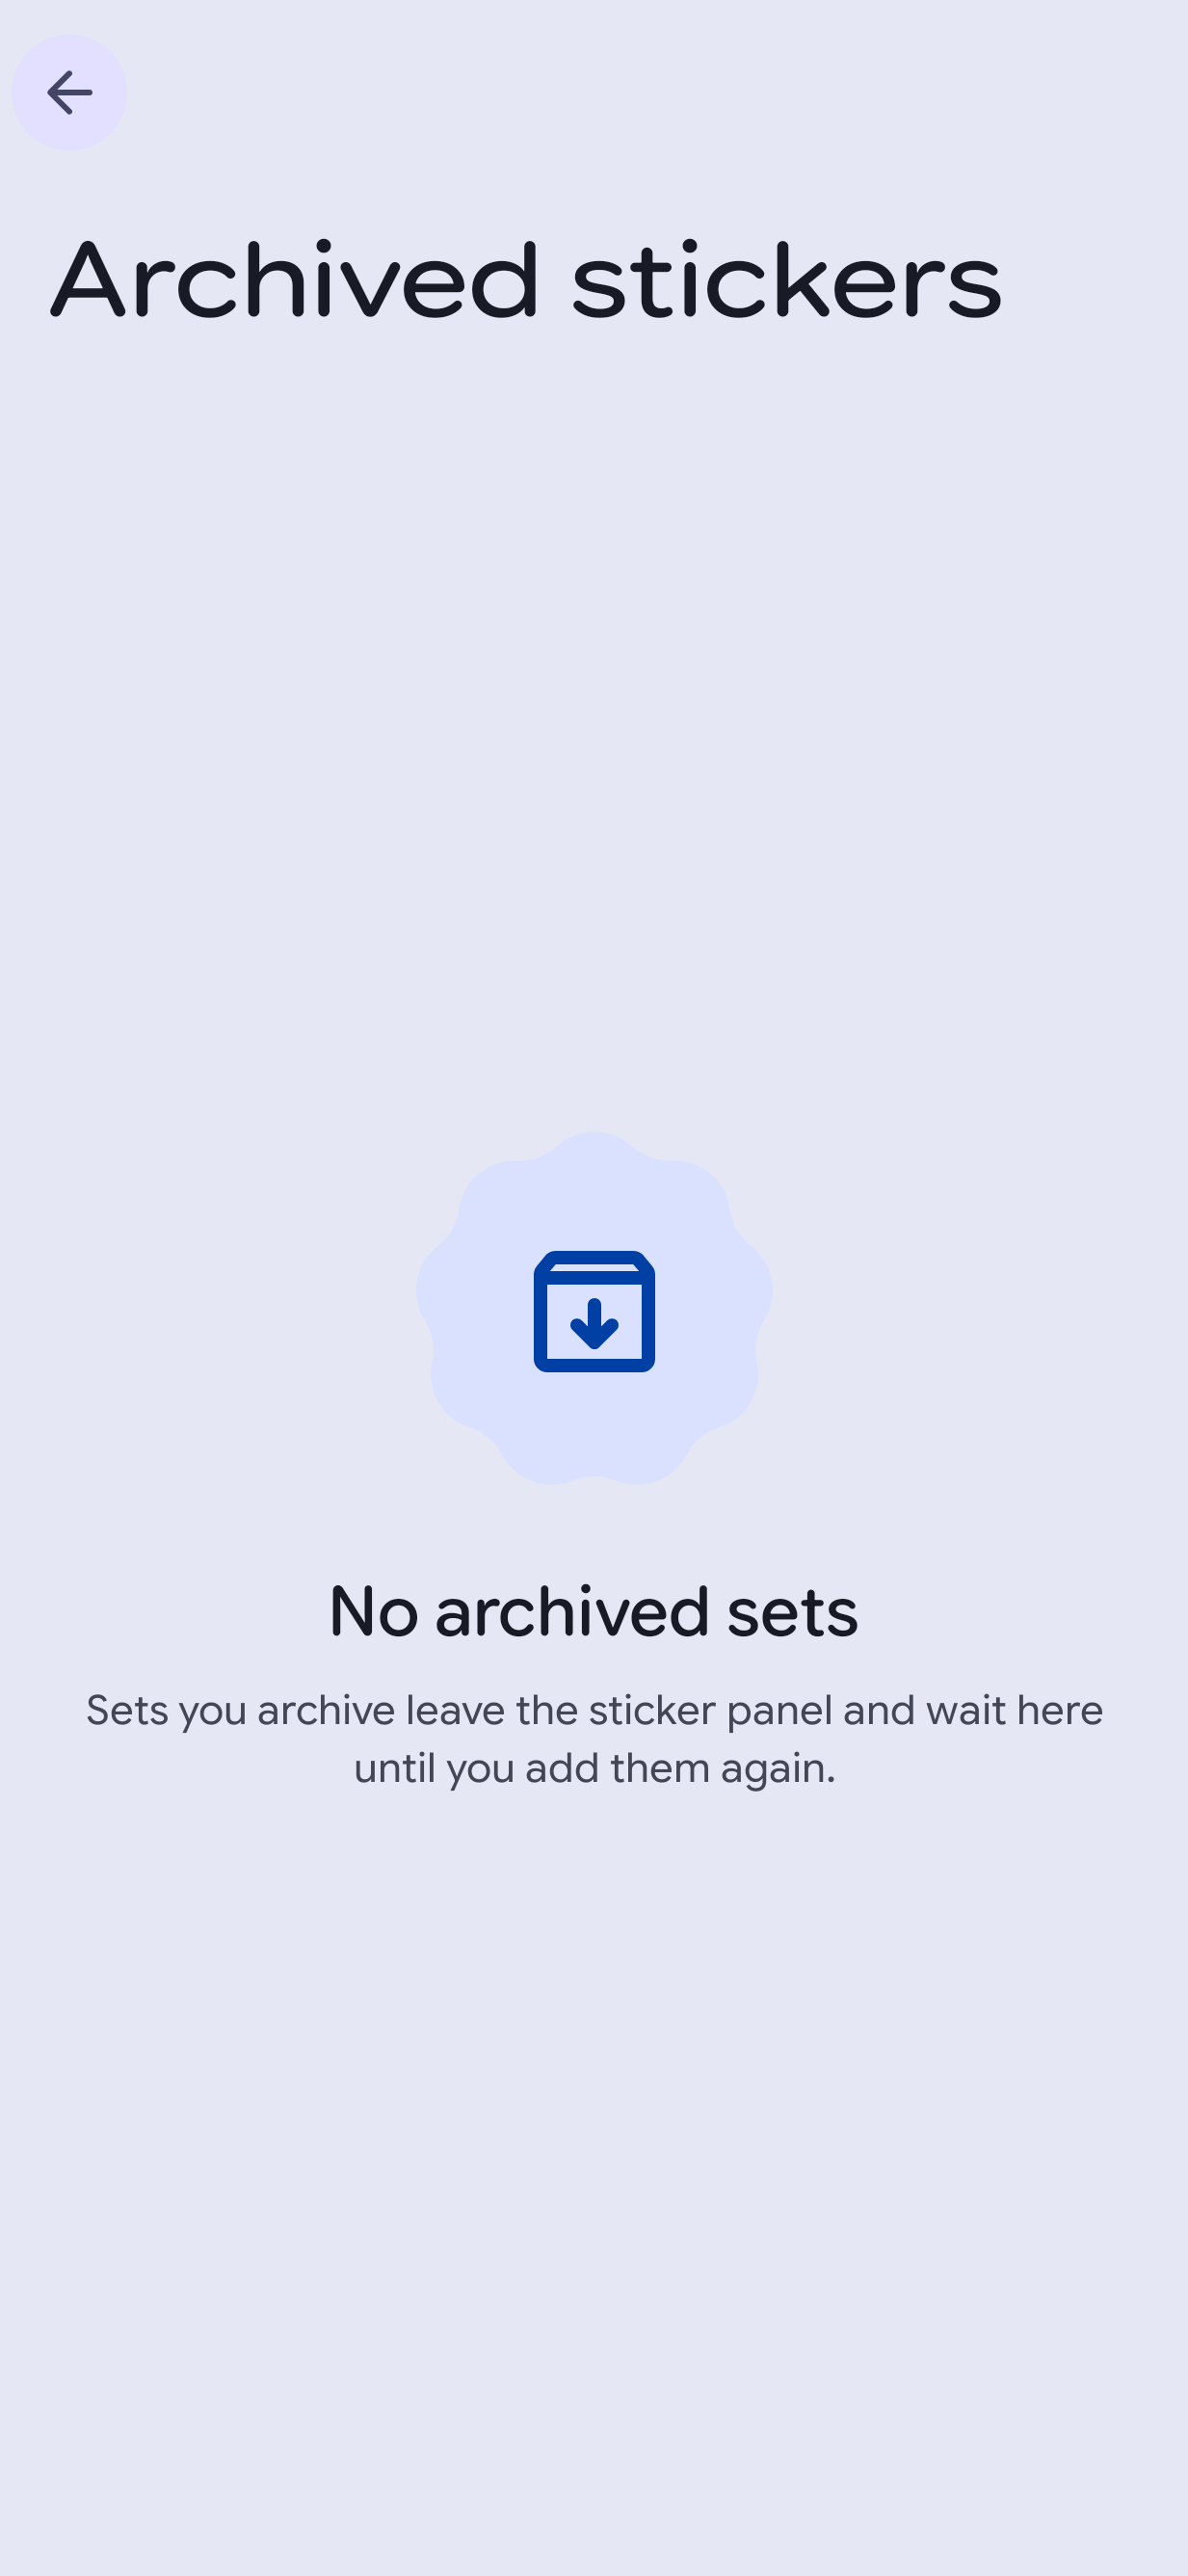 Archived stickers
No archived sets
Sets you archive leave the sticker panel and wait here
until you add them again.